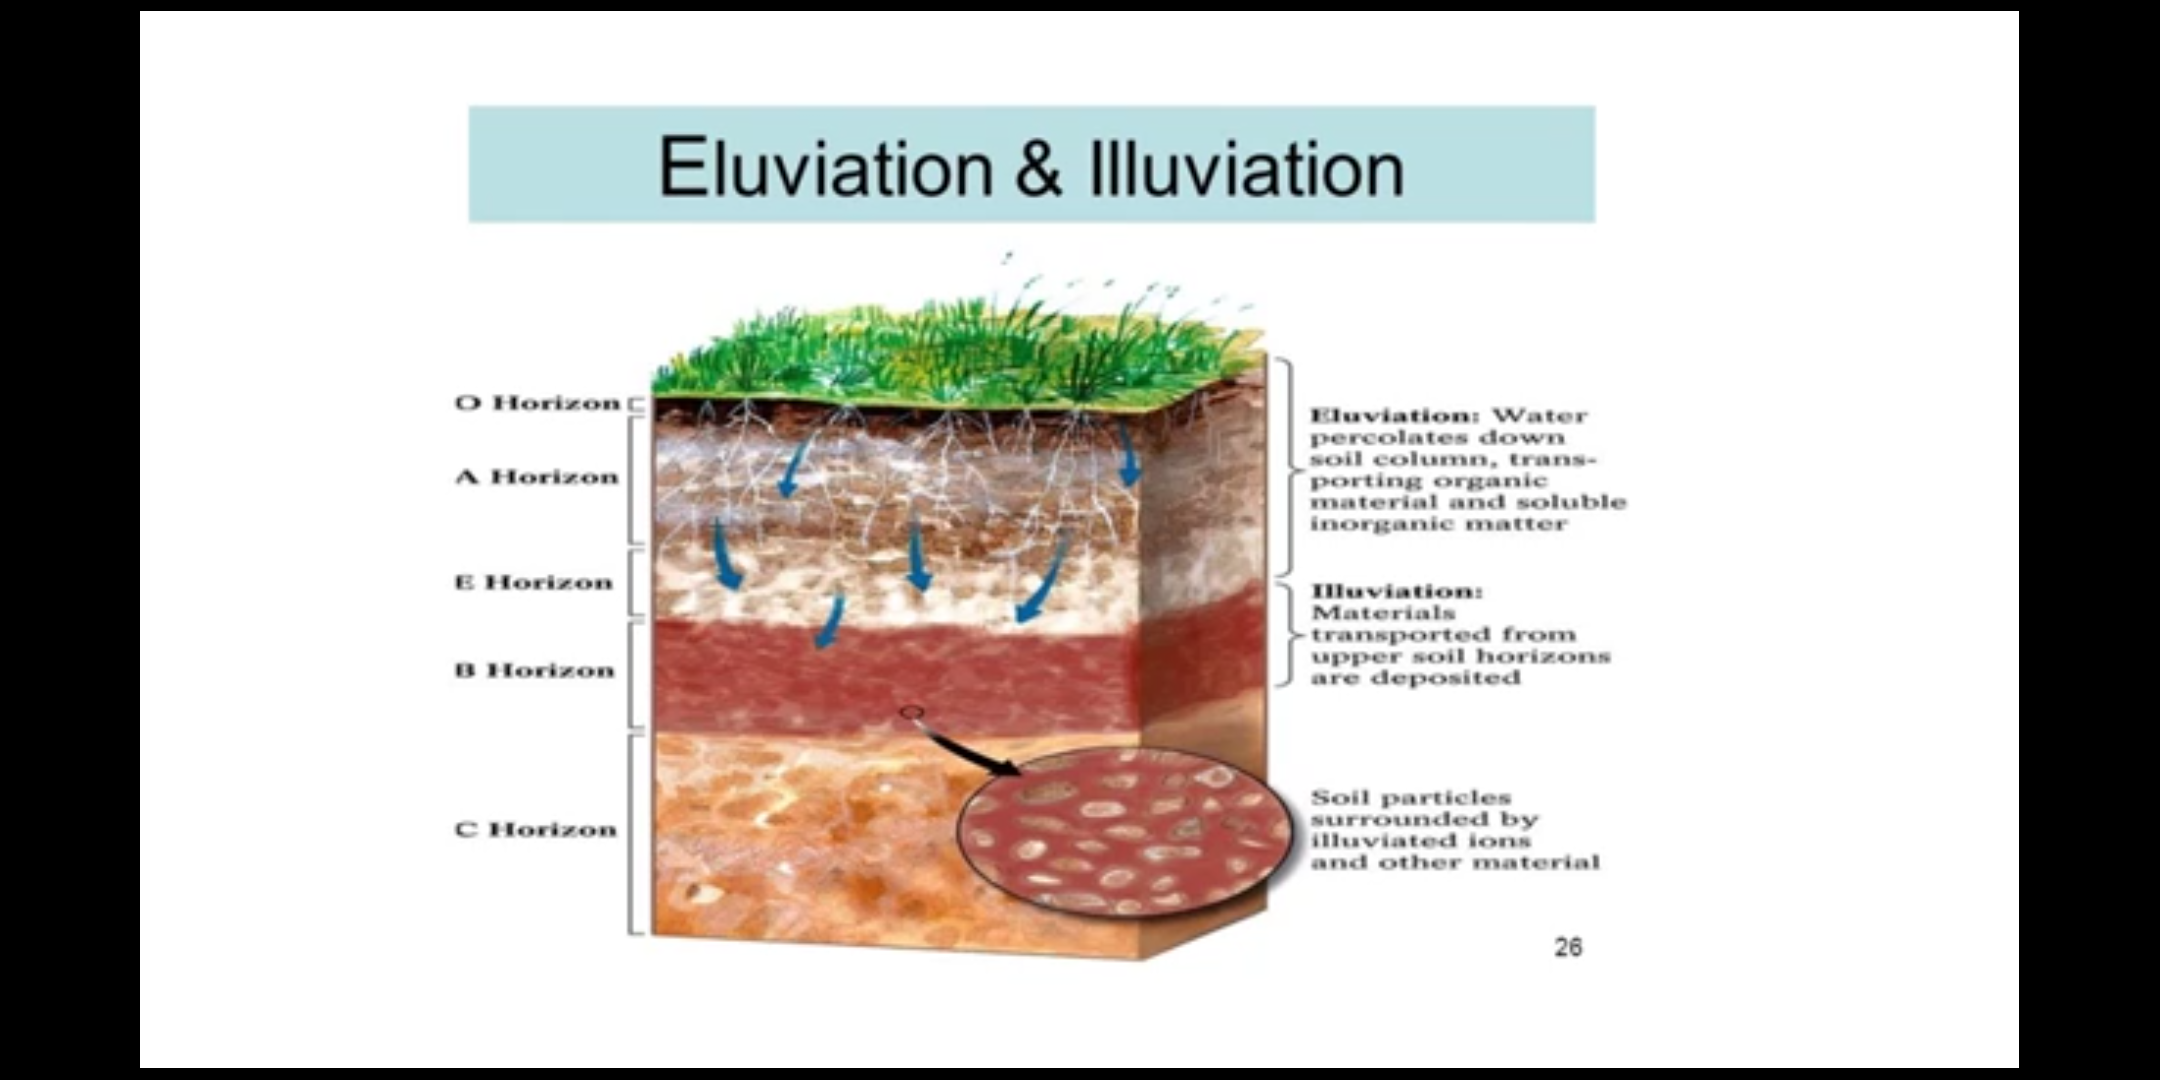 Eluviation & Illuviation
O Horizon
A Horizon
E Horizon
B Horizon
C Horizon
Eluviation: Water
percolates down
soil column, trans-
porting organic
material and soluble
inorganic matter
Illuviation:
Materials
transported from
upper soil horizons
are deposited
Soil particles
surrounded by
illuviated ions
and other material
26